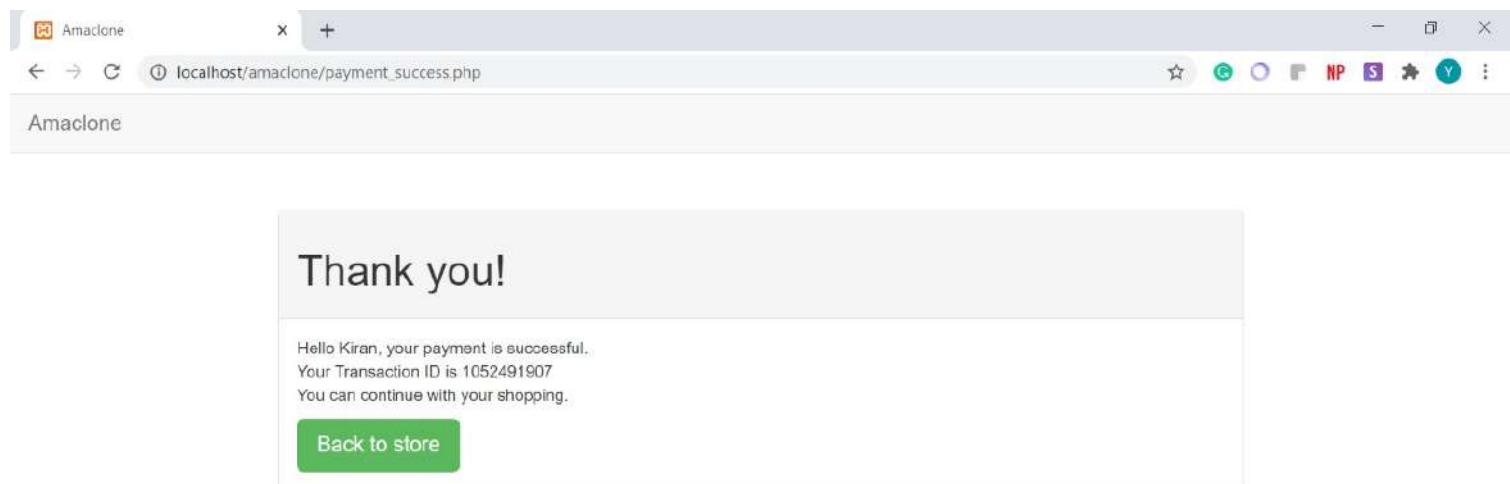 Amaclone
localhost/amaclone/payment_success.php
NP
S
Y
Amaclone
Thank you!
Hello Kiran, your payment is successful.
Your Transaction ID is 1052491907
You can continue with your shopping.
Back to store